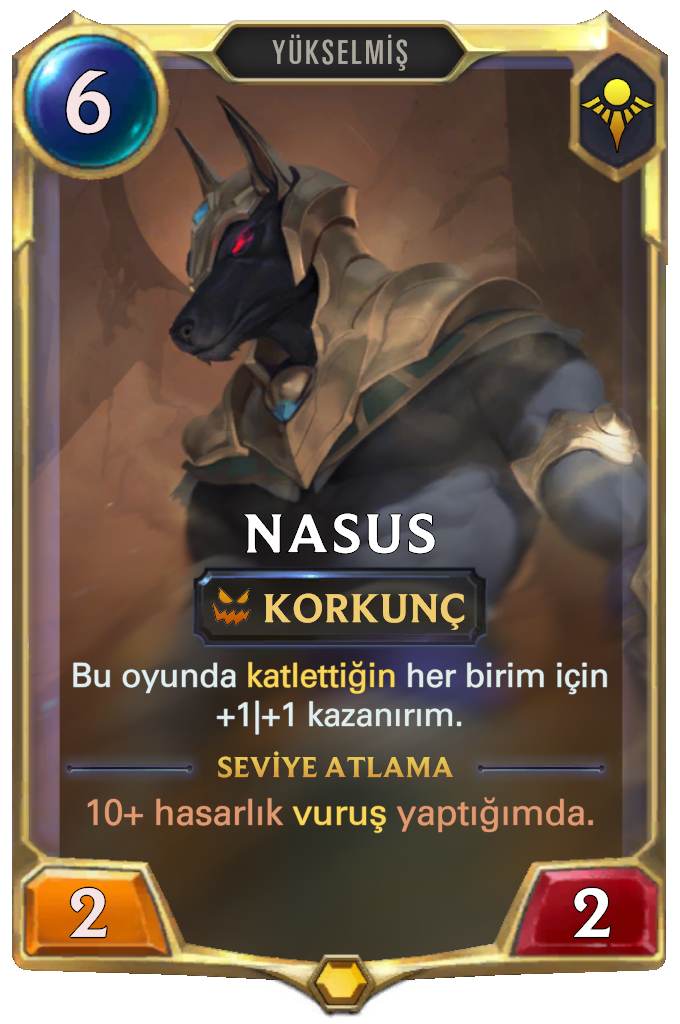 YÜKSELMİŞ
6
NASUS
KORKUNÇ
Bu oyunda katlettiğin her birim için
+1|+1 kazanırım.
SEVİYE ATLAMA
10+ hasarlık vuruş yaptığımda.
2
2